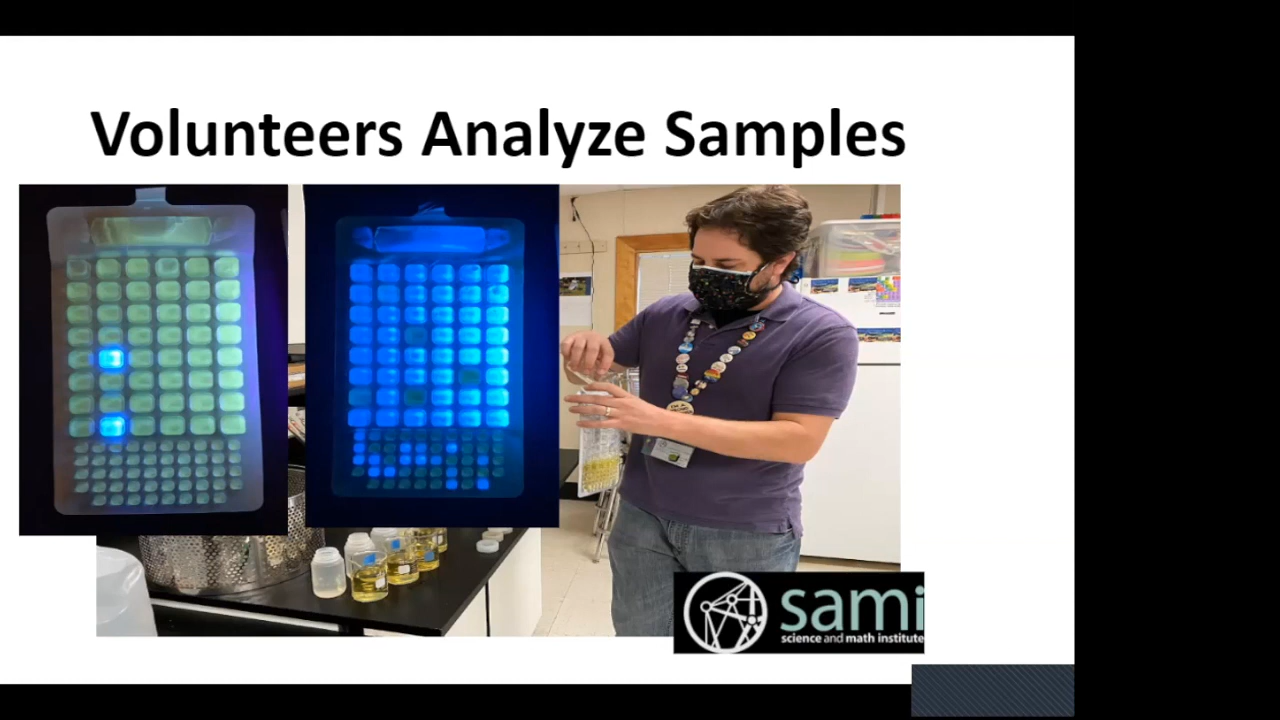 Volunteers Analyze Samples
sami
science and math institute